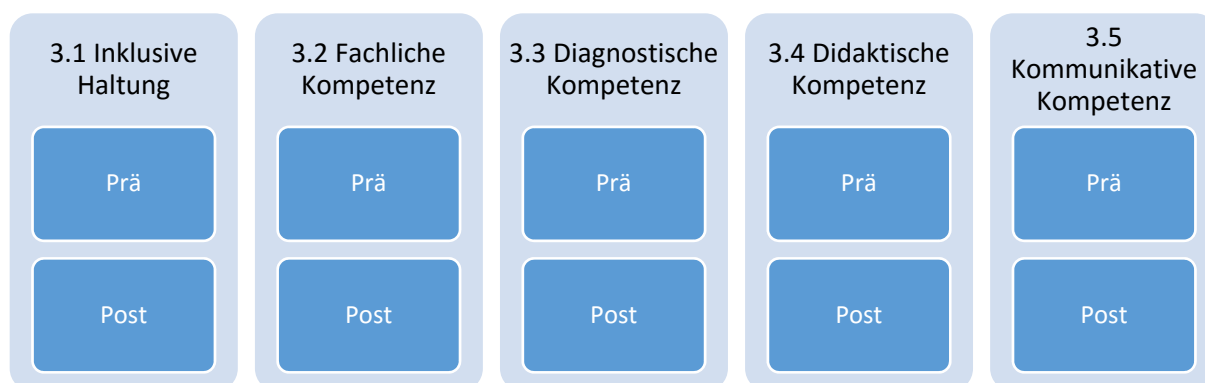 3.1 Inklusive
Haltung
Prä
Post
3.2 Fachliche
Kompetenz
Prä
Post
3.3 Diagnostische
Kompetenz
Prä
Post
3.4 Didaktische
Kompetenz
Prä
Post
3.5
Kommunikative
Kompetenz
Prä
Post